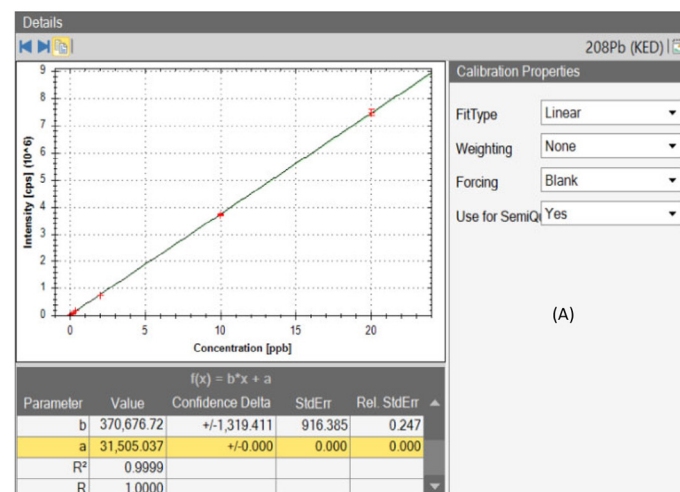 Details
208Pb (KED)
Calibration Properties
FitType Linear
Weighting None
Forcing Blank
Use for SemiQu Yes
(A)
Intensity [cps] (10^6)
9
8
7
6
5
4
3
2
1
0
0 5 10 15 20
Concentration [ppb]
f(x) = b*x + a
Parameter Value Confidence Delta StdErr Rel. StdErr
b 370,676.72 +/-1,319.411 916.385 0.247
a 31,505.037 +/-0.000 0.000 0.000
R² 0.9999
R 1.0000